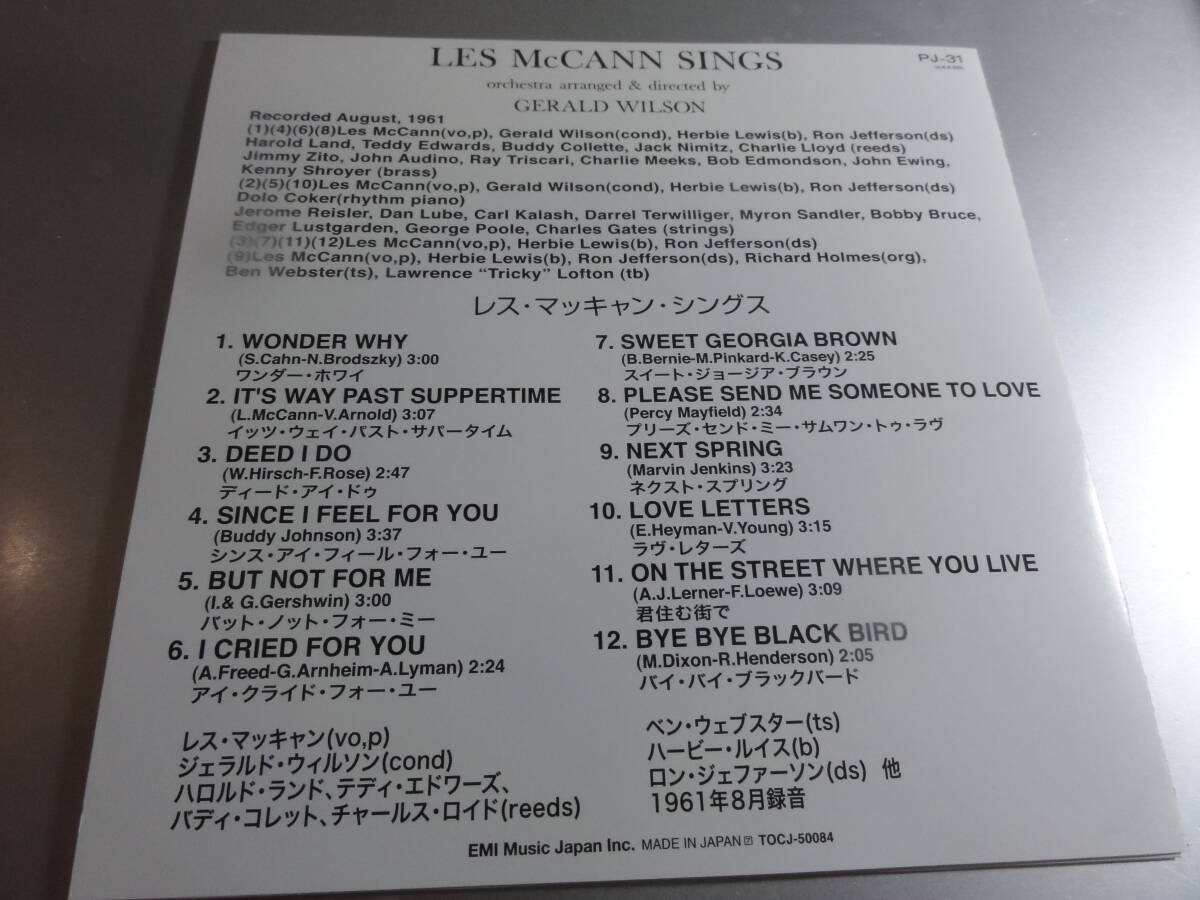 LES McCANN SINGS
PJ-31
orchestra arranged & directed by
GERALD WILSON
Recorded August, 1961
(1)(4)(6)(8)Les McCann(vo,p), Gerald Wilson(cond), Herbie Lewis(b), Ron Jefferson(ds)
Harold Land, Teddy Edwards, Buddy Collette, Jack Nimitz, Charlie Lloyd (reeds)
Jimmy Zito, John Audino, Ray Triscari, Charlie Meeks, Bob Edmondson, John Ewing,
Kenny Shroyer (brass)
(2)(5)(10)Les McCann(vo,p), Gerald Wilson(cond), Herbie Lewis(b), Ron Jefferson(ds)
Dolo Coker(rhythm piano)
Jerome Reisler, Dan Lube, Carl Kalash, Darrel Terwilliger, Myron Sandler, Bobby Bruce,
Edger Lustgarden, George Poole, Charles Gates (strings)
(3)(7)(11)(12)Les McCann(vo,p), Herbie Lewis(b), Ron Jefferson(ds)
(9)Les McCann(vo,p), Herbie Lewis(b), Ron Jefferson(ds), Richard Holmes(org),
Ben Webster(ts), Lawrence “Tricky” Lofton (tb)
レス・マッキャン・シングス
1. WONDER WHY
(S.Cahn-N.Brodszky) 3:00
ワンダー・ホワイ
2. IT'S WAY PAST SUPPERTIME
(L.McCann-V.Arnold) 3:07
イッツ・ウェイ・パスト・サパータイム
3. DEED I DO
(W.Hirsch-F.Rose) 2:47
ディード・アイ・ドゥ
4. SINCE I FEEL FOR YOU
(Buddy Johnson) 3:37
シンス・アイ・フィール・フォー・ユー
5. BUT NOT FOR ME
(I.& G.Gershwin) 3:00
バット・ノット・フォー・ミー
6. I CRIED FOR YOU
(A.Freed-G.Arnheim-A.Lyman) 2:24
アイ・クライド・フォー・ユー
7. SWEET GEORGIA BROWN
(B.Bernie-M.Pinkard-K.Casey) 2:25
スイート・ジョージア・ブラウン
8. PLEASE SEND ME SOMEONE TO LOVE
(Percy Mayfield) 2:34
プリーズ・センド・ミー・サムワン・トゥ・ラヴ
9. NEXT SPRING
(Marvin Jenkins) 3:23
ネクスト・スプリング
10. LOVE LETTERS
(E.Heyman-V.Young) 3:15
ラヴ・レターズ
11. ON THE STREET WHERE YOU LIVE
(A.J.Lerner-F.Loewe) 3:09
君住む街で
12. BYE BYE BLACK BIRD
(M.Dixon-R.Henderson) 2:05
バイ・バイ・ブラックバード
レス・マッキャン(vo,p)
ジェラルド・ウィルソン(cond)
ハロルド・ランド、テディ・エドワーズ、
バディ・コレット、チャールス・ロイド(reeds)
ベン・ウェブスター(ts)
ハービー・ルイス(b)
ロン・ジェファーソン(ds) 他
1961年8月録音
EMI Music Japan Inc. MADE IN JAPAN TOCJ-50084